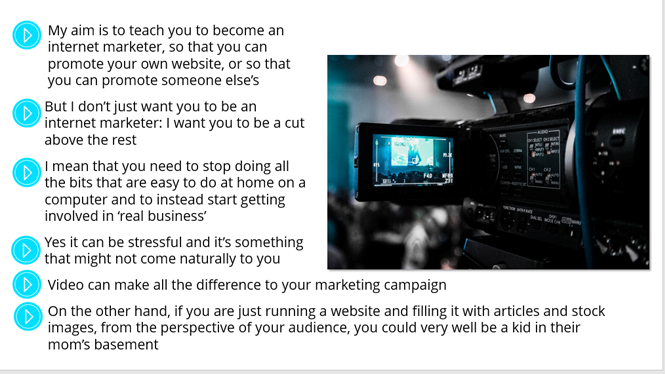 My aim is to teach you to become an
internet marketer, so that you can
promote your own website, or so that
you can promote someone else's
But I don't just want you to be an
internet marketer: I want you to be a cut
above the rest
I mean that you need to stop doing all
the bits that are easy to do at home on a
computer and to instead start getting
involved in 'real business'
Yes it can be stressful and it's something
that might not come naturally to you
Video can make all the difference to your marketing campaign
On the other hand, if you are just running a website and filling it with articles and stock
images, from the perspective of your audience, you could very well be a kid in their
mom's basement